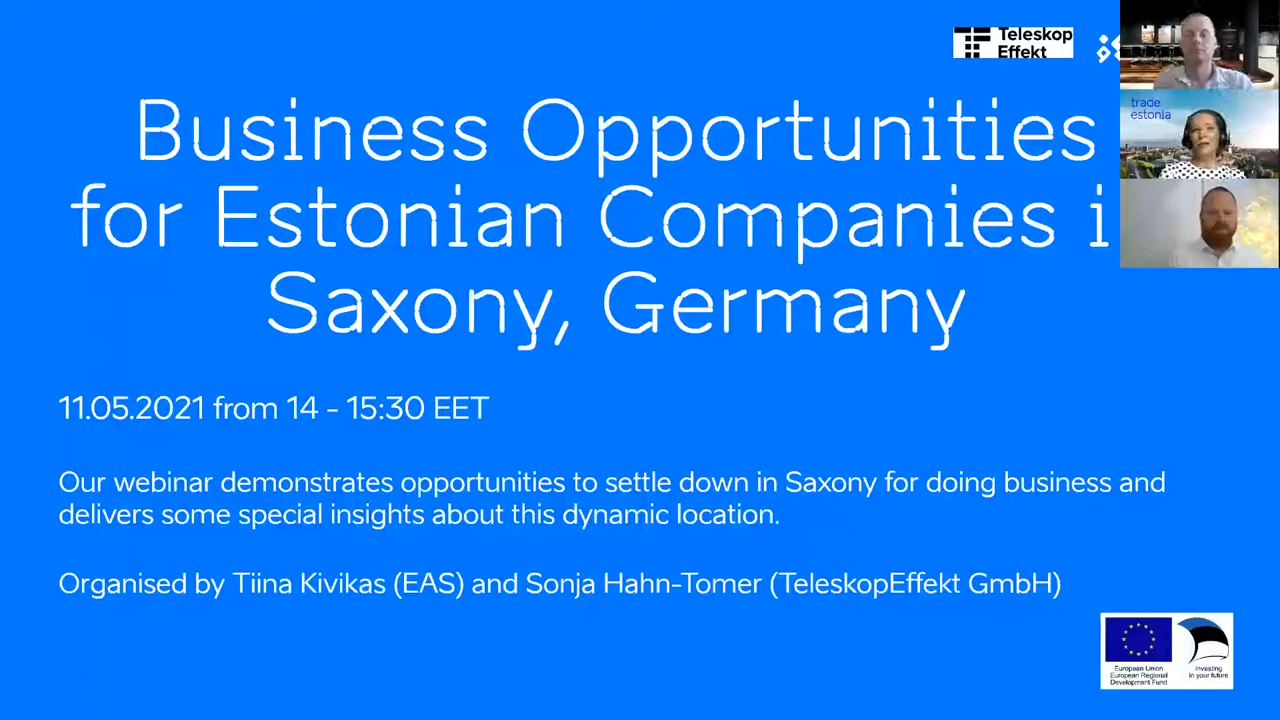 Teleskop
Effekt
trade
estonia
Business Opportunities
for Estonian Companies i
Saxony, Germany
11.05.2021 from 14 - 15:30 EET
Our webinar demonstrates opportunities to settle down in Saxony for doing business and
delivers some special insights about this dynamic location.
Organised by Tiina Kivikas (EAS) and Sonja Hahn-Tomer (TeleskopEffekt GmbH)
European Union
European Regional
Development Fund
Investing
in your future